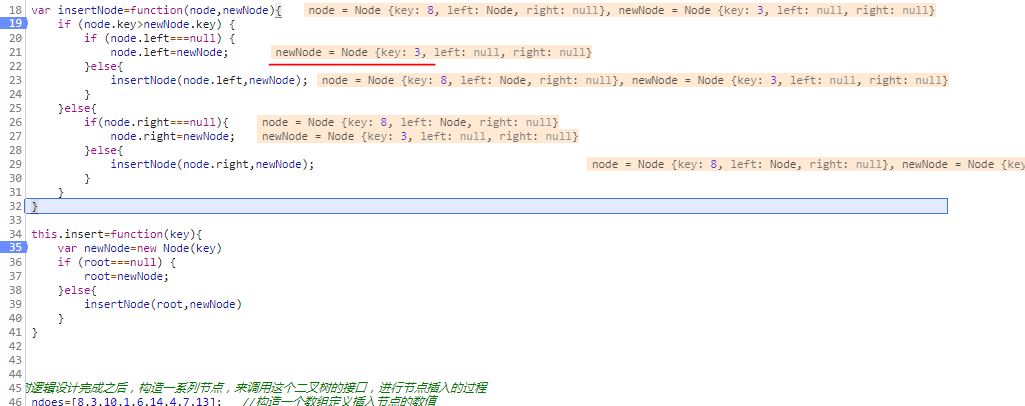 18 var insertNode=function(node,newNode){ node = Node {key: 8, left: Node, right: null}, newNode = Node {key: 3, left: null, right: null}
19 if (node.key>newNode.key) {
20 if (node.left===null) {
21 node.left=newNode; newNode = Node {key: 3, left: null, right: null}
22 }else{
23 insertNode(node.left,newNode); node = Node {key: 8, left: Node, right: null}, newNode = Node {key: 3, left: null, right: null}
24 }
25 }else{
26 if(node.right===null){ node = Node {key: 8, left: Node, right: null}
27 node.right=newNode; newNode = Node {key: 3, left: null, right: null}
28 }else{
29 insertNode(node.right,newNode); node = Node {key: 8, left: Node, right: null}, newNode = Node {key
30 }
31 }
32 }
33
34 this.insert=function(key){
35 var newNode=new Node(key)
36 if (root===null) {
37 root=newNode;
38 }else{
39 insertNode(root,newNode)
40 }
41 }
42
43
44
45 逻辑设计完成之后，构造一系列节点，来调用这个二叉树的接口，进行节点插入的过程
46 ndoes=[8,3,10,1,6,14,4,7,13]; //构造一个数组定义插入节点的数值